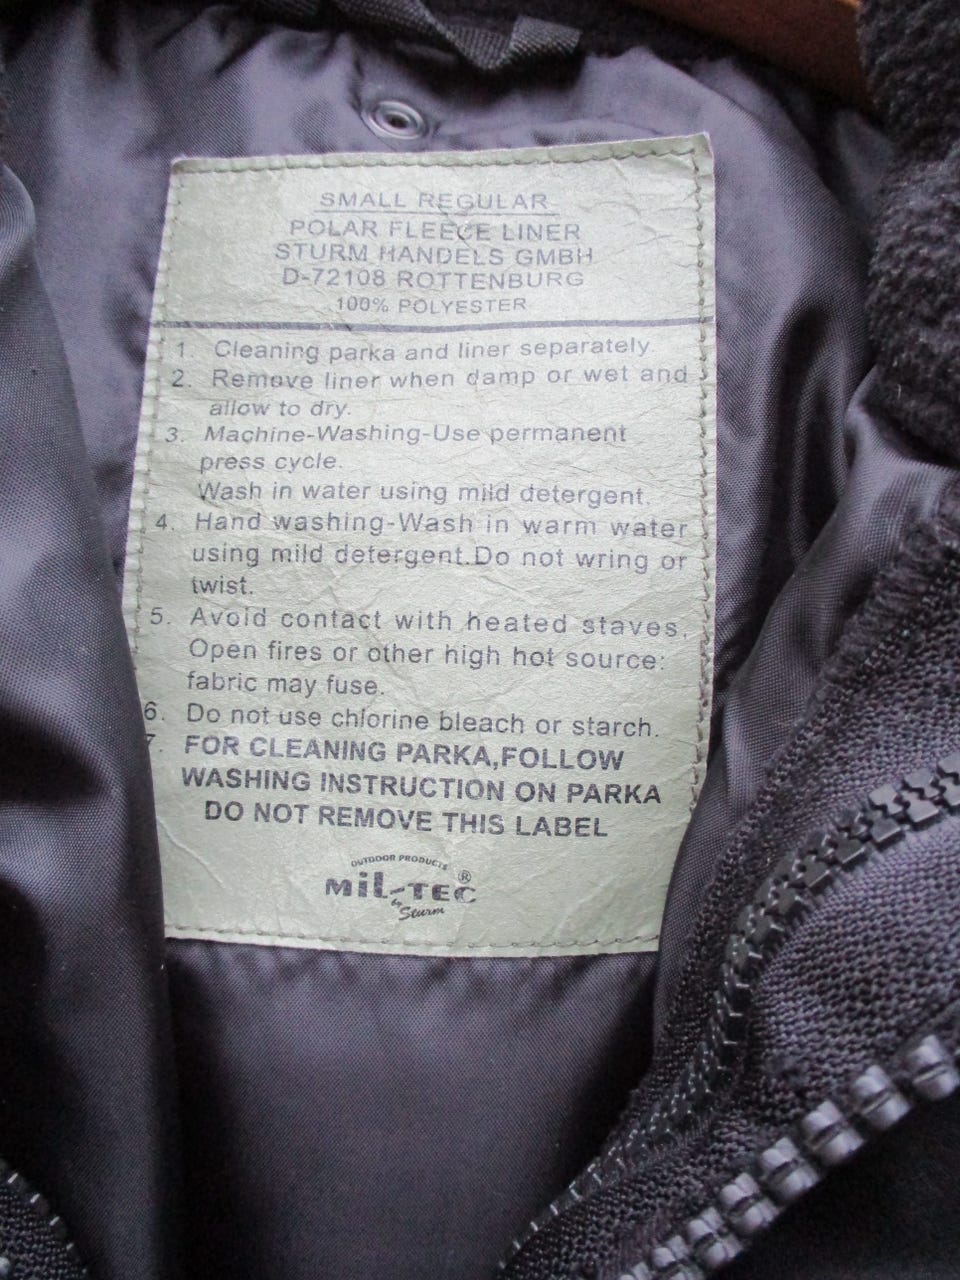 SMALL REGULAR
POLAR FLEECE LINER
STURM HANDELS GMBH
D-72108 ROTTENBURG
100% POLYESTER
1. Cleaning parka and liner separately
2. Remove liner when damp or wet and
allow to dry.
3. Machine-Washing-Use permanent
press cycle.
Wash in water using mild detergent.
4. Hand washing-Wash in warm water
using mild detergent.Do not wring or
twist.
5. Avoid contact with heated staves.
Open fires or other high hot source:
fabric may fuse.
6. Do not use chlorine bleach or starch.
7. FOR CLEANING PARKA,FOLLOW
WASHING INSTRUCTION ON PARKA
DO NOT REMOVE THIS LABEL
OUTDOOR PRODUCTS
MiL-TEC®
by Sturm